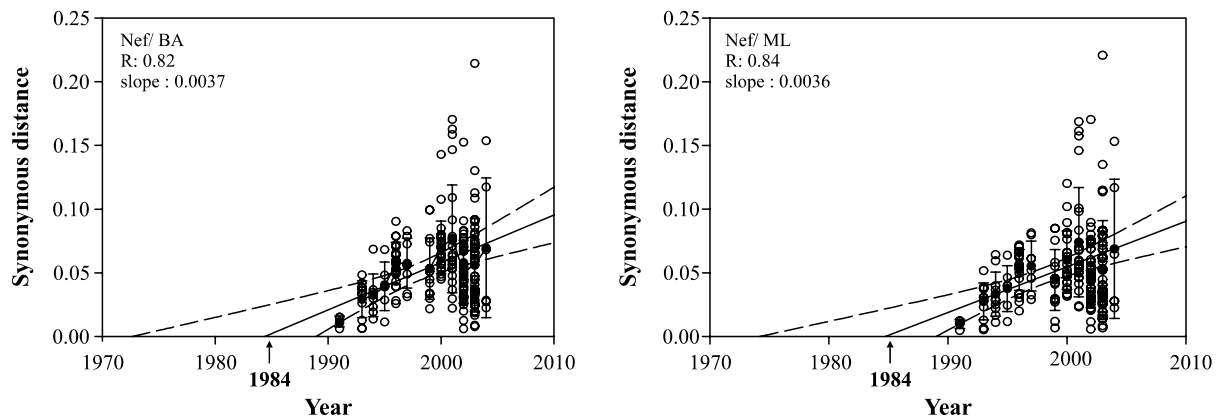 Nef/ BA
R: 0.82
slope : 0.0037
Synonymous distance
0.25
0.20
0.15
0.10
0.05
0.00
1970
1980
1990
2000
2010
1984
Year
Nef/ ML
R: 0.84
slope : 0.0036
Synonymous distance
0.25
0.20
0.15
0.10
0.05
0.00
1970
1980
1990
2000
2010
1984
Year